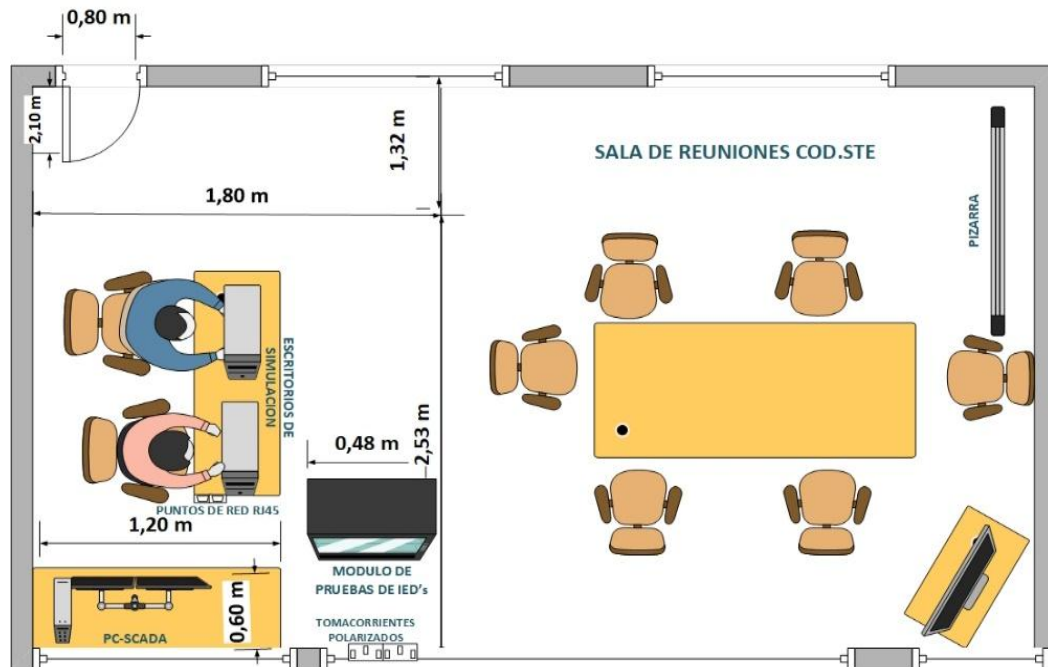 0,80 m
2,10 m
1,32 m
SALA DE REUNIONES COD.STE
PIZARRA
1,80 m
ESCRITORIOS DE
SIMULACION
2,53 m
0,48 m
PUNTOS DE RED RJ45
1,20 m
MODULO DE
PRUEBAS DE IED's
0,60 m
TOMACORRIENTES
POLARIZADOS
PC-SCADA